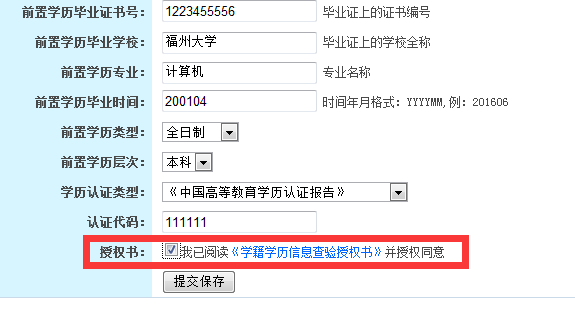 前置学历毕业证书号： 1223455556 毕业证上的证书编号
前置学历毕业学校： 福州大学 毕业证上的学校全称
前置学历专业： 计算机 专业名称
前置学历毕业时间： 200104 时间年月格式：YYYYMM,例：201606
前置学历类型： 全日制
前置学历层次： 本科
学历认证类型： 《中国高等教育学历认证报告》
认证代码： 111111
授权书： 我已阅读《学籍学历信息查验授权书》并授权同意
提交保存